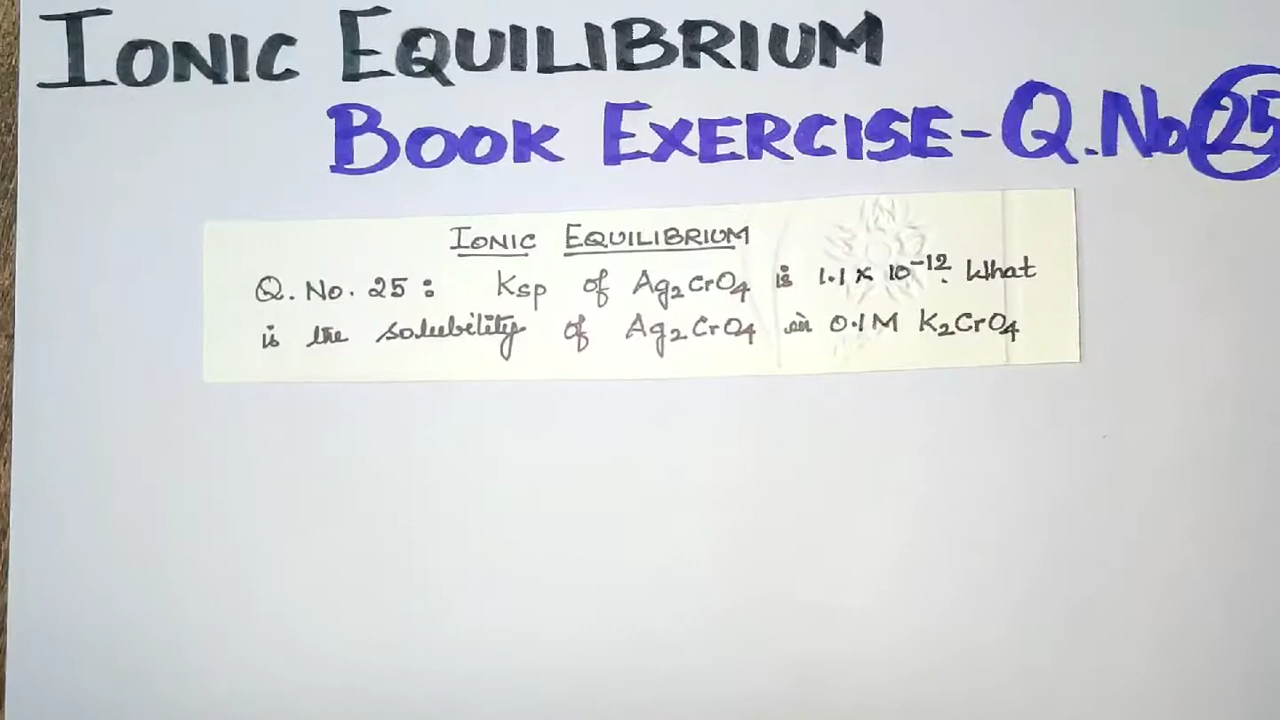 IONIC EQUILIBRIUM
BOOK EXERCISE-Q.No 25
IONIC EQUILIBRIUM
Q. No. 25: Ksp of Ag2CrO4 is 1.1 x 10-12. What
is the solubility of Ag2CrO4 in 0.1M K2CrO4